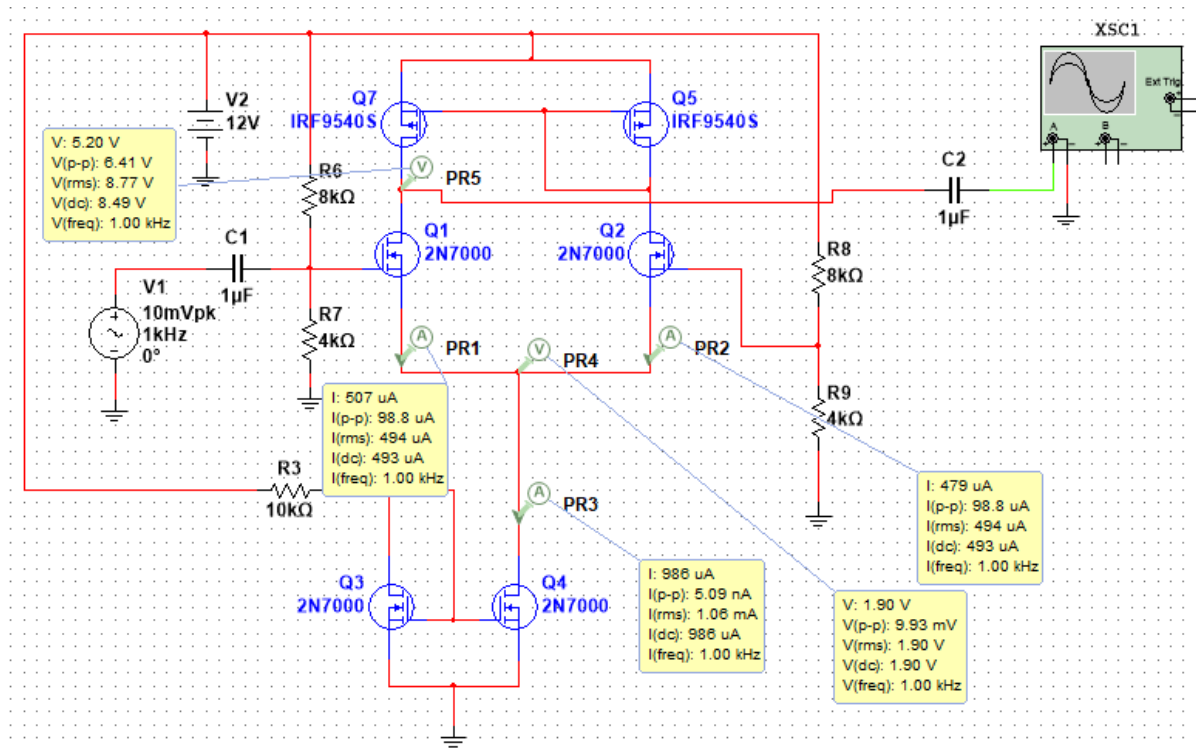 XSC1
Ext Trig
+
A
B
V2
12V
Q7
IRF9540S
Q5
IRF9540S
V: 5.20 V
V(p-p): 6.41 V
V(rms): 8.77 V
V(dc): 8.49 V
V(freq): 1.00 kHz
R6
8kΩ
V
PR5
C2
1µF
Q1
2N7000
Q2
2N7000
C1
1µF
R8
8kΩ
V1
10mVpk
1kHz
0°
R7
4kΩ
A
PR1
V
PR4
A
PR2
R9
4kΩ
I: 507 uA
I(p-p): 98.8 uA
I(rms): 494 uA
I(dc): 493 uA
I(freq): 1.00 kHz
R3
10kΩ
A
PR3
I: 479 uA
I(p-p): 98.8 uA
I(rms): 494 uA
I(dc): 493 uA
I(freq): 1.00 kHz
Q3
2N7000
Q4
2N7000
I: 986 uA
I(p-p): 5.09 nA
I(rms): 1.06 mA
I(dc): 986 uA
I(freq): 1.00 kHz
V: 1.90 V
V(p-p): 9.93 mV
V(rms): 1.90 V
V(dc): 1.90 V
V(freq): 1.00 kHz